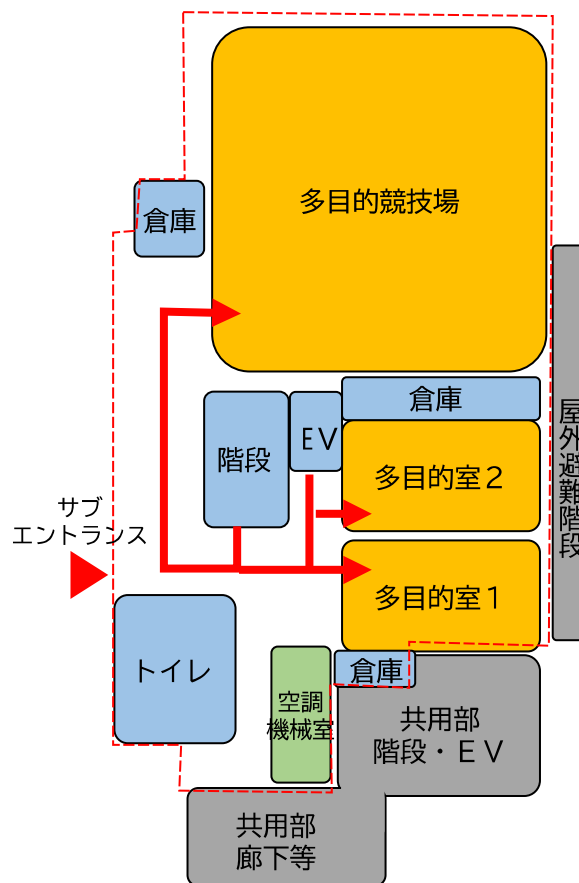 多目的競技場
倉庫
倉庫
階段
EV
多目的室2
屋外避難階段
サブ
エントランス
多目的室1
トイレ
倉庫
空調
機械室
共用部
階段・EV
共用部
廊下等